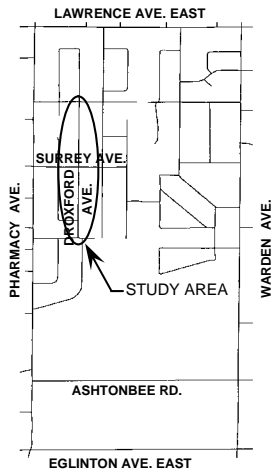 LAWRENCE AVE. EAST
SURREY AVE.
DROXFORD
AVE.
PHARMACY AVE.
WARDEN AVE.
STUDY AREA
ASHTONBEE RD.
EGLINTON AVE. EAST